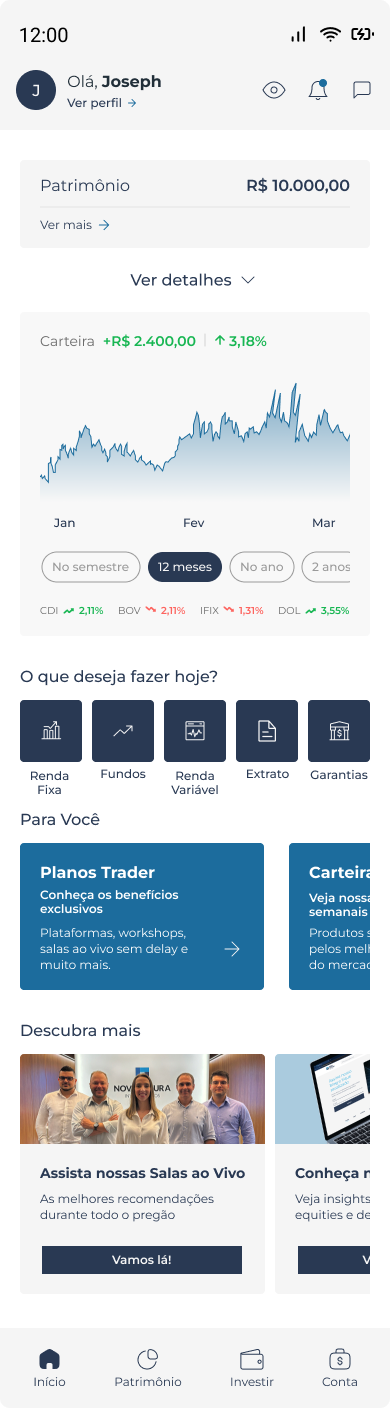 12:00
J
Olá, Joseph
Ver perfil
Patrimônio R$ 10.000,00
Ver mais
Ver detalhes
Carteira +R$ 2.400,00 3,18%
Jan Fev Mar
No semestre 12 meses No ano 2 anos
CDI 2,11% BOV 2,11% IFIX 1,31% DOL 3,55%
O que deseja fazer hoje?
Renda Fixa
Fundos
Renda Variável
Extrato
Garantias
Para Você
Planos Trader
Conheça os benefícios
exclusivos
Plataformas, workshops,
salas ao vivo sem delay e
muito mais.
Carteira
Veja nossa
semanais
Produtos s
pelos melh
do mercad
Descubra mais
Assista nossas Salas ao Vivo
As melhores recomendações
durante todo o pregão
Vamos lá!
Conheça n
Veja insights
equities e de
V
Início Patrimônio Investir Conta